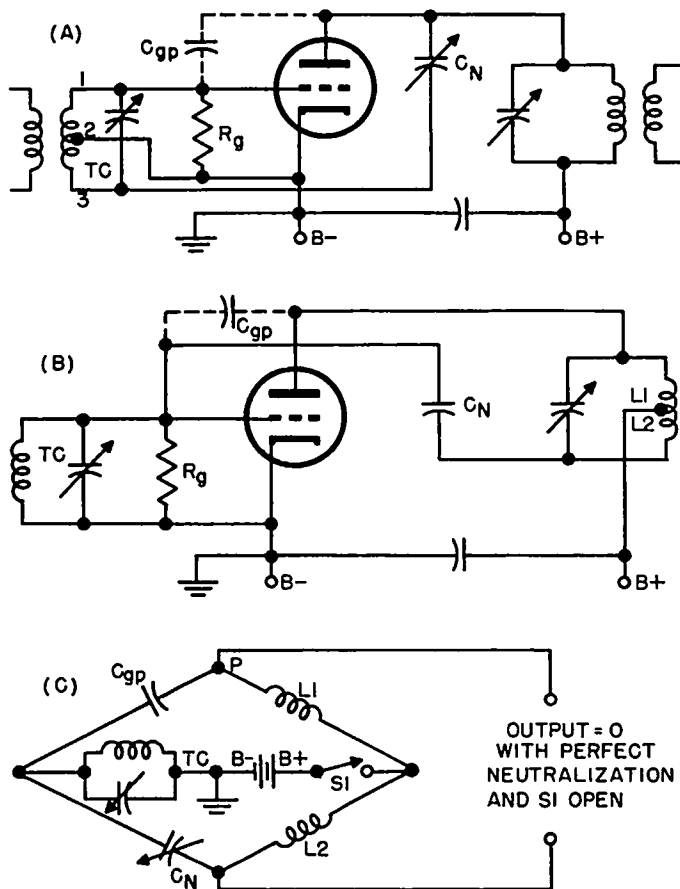 (A)
Cgp
1
CN
2
Rg
TC
3
B-
B+
Cgp
(B)
CN
L1
TC
L2
Rg
B-
B+
(C)
Cgp
P
L1
TC
B-
B+
S1
OUTPUT = 0
WITH PERFECT
NEUTRALIZATION
AND S1 OPEN
L2
CN